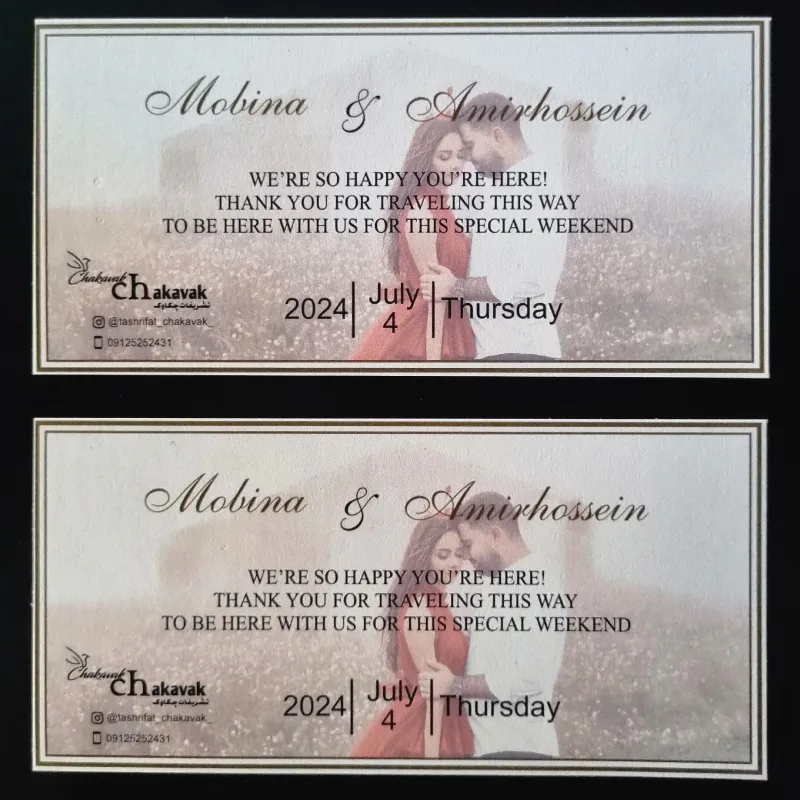 Mobina & Amirhossein
WE'RE SO HAPPY YOU'RE HERE!
THANK YOU FOR TRAVELING THIS WAY
TO BE HERE WITH US FOR THIS SPECIAL WEEKEND
Chakavak
chakavak
تشریفات چکاوک
@tashrifat_chakavak_
09125252431
2024 | July 4 | Thursday
Mobina & Amirhossein
WE'RE SO HAPPY YOU'RE HERE!
THANK YOU FOR TRAVELING THIS WAY
TO BE HERE WITH US FOR THIS SPECIAL WEEKEND
Chakavak
chakavak
تشریفات چکاوک
@tashrifat_chakavak_
09125252431
2024 | July 4 | Thursday